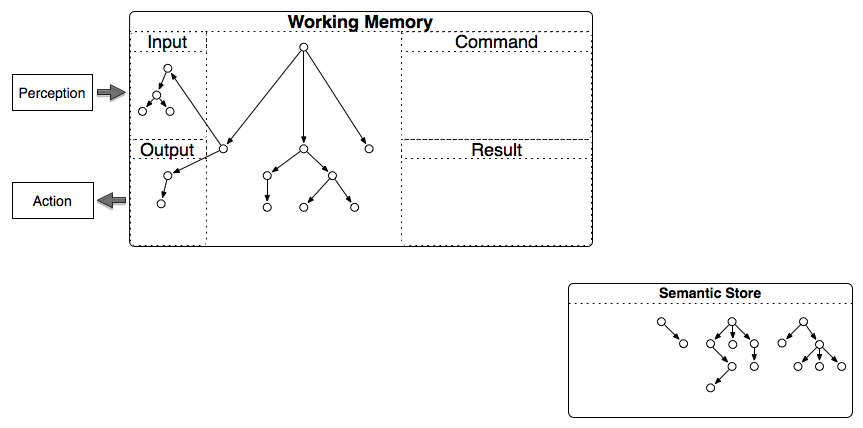 Working Memory
Input
Command
Perception
Output
Result
Action
Semantic Store